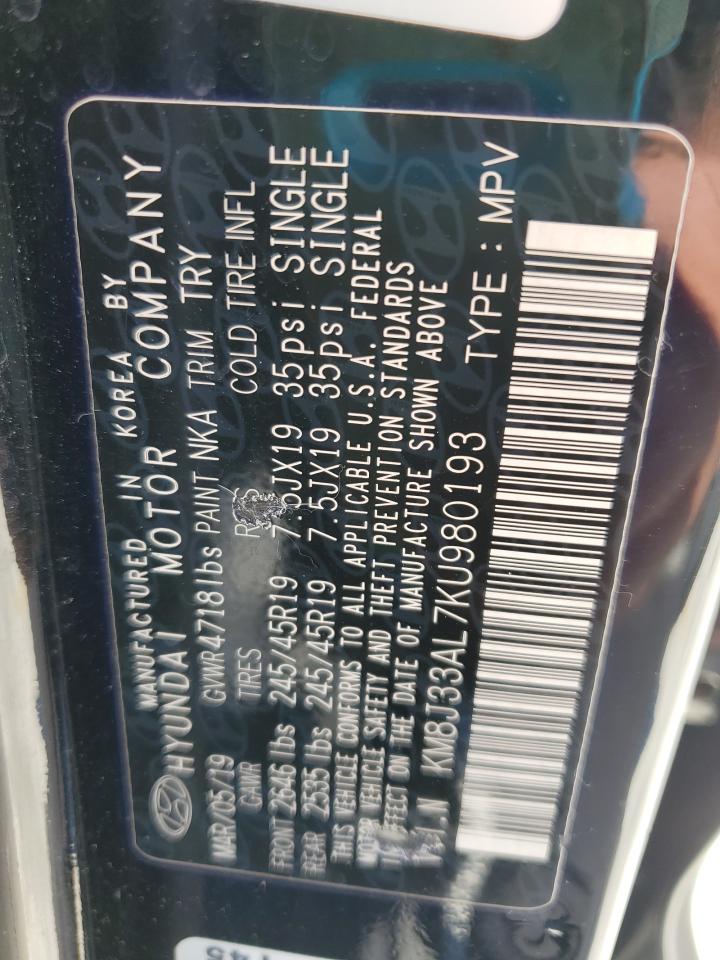 MANUFACTURED IN KOREA BY
HYUNDAI MOTOR COMPANY
MAR/05/19 GVWR 4718lbs PAINT NKA TRIM TRY
GAWR TIRES COLD TIRE INFL
FRONT 2646 lbs 245/45R19 7.5JX19 35psi SINGLE
REAR 2535 lbs 245/45R19 7.5JX19 35psi SINGLE
THIS VEHICLE CONFORMS TO ALL APPLICABLE U.S.A. FEDERAL
MOTOR VEHICLE SAFETY AND THEFT PREVENTION STANDARDS
IN EFFECT ON THE DATE OF MANUFACTURE SHOWN ABOVE
V.I.N KM8J33AL7KU980193 TYPE : MPV